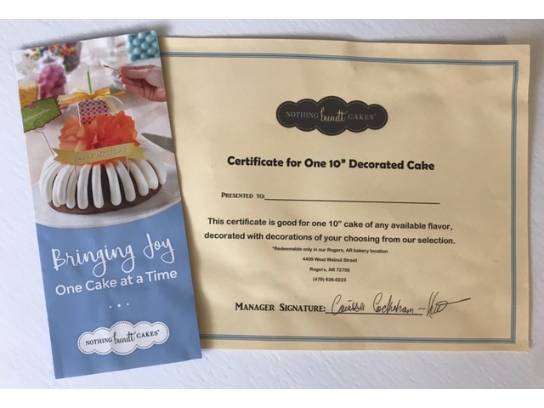 Bringing Joy
One Cake at a Time
NOTHING bundt CAKES
NOTHING bundt CAKES
Certificate for One 10" Decorated Cake
PRESENTED TO:
This certificate is good for one 10" cake of any available flavor,
decorated with decorations of your choosing from our selection.
*Redeemable only in our Rogers, AR bakery location
4409 West Walnut Street
Rogers, AR 72756
MANAGER SIGNATURE: